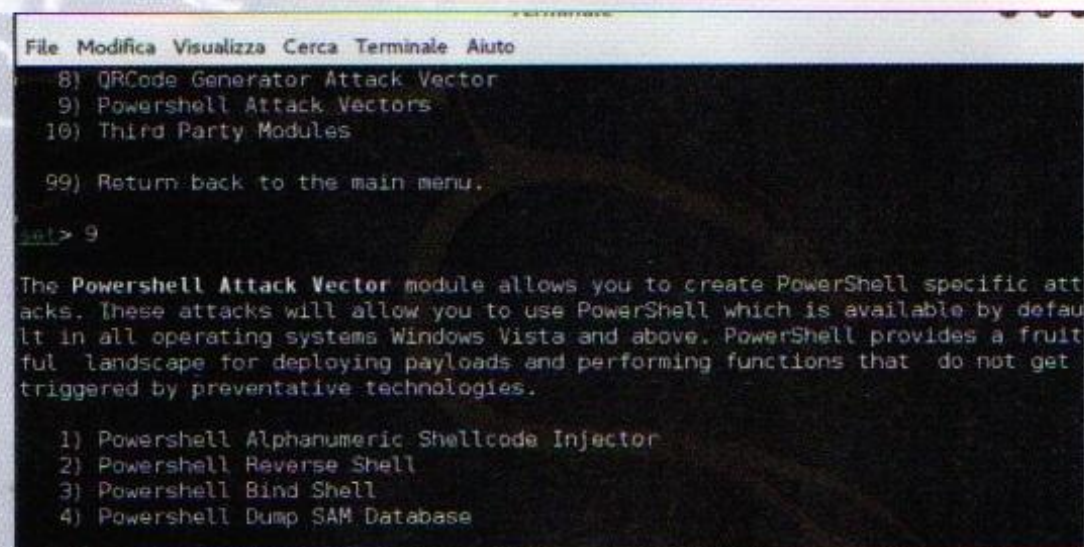 File Modifica Visualizza Cerca Terminale Aiuto
8) QRCode Generator Attack Vector
9) Powershell Attack Vectors
10) Third Party Modules
99) Return back to the main menu.
set> 9
The Powershell Attack Vector module allows you to create PowerShell specific att
acks. These attacks will allow you to use PowerShell which is available by defau
lt in all operating systems Windows Vista and above. PowerShell provides a fruit
ful landscape for deploying payloads and performing functions that do not get
triggered by preventative technologies.
1) Powershell Alphanumeric Shellcode Injector
2) Powershell Reverse Shell
3) Powershell Bind Shell
4) Powershell Dump SAM Database